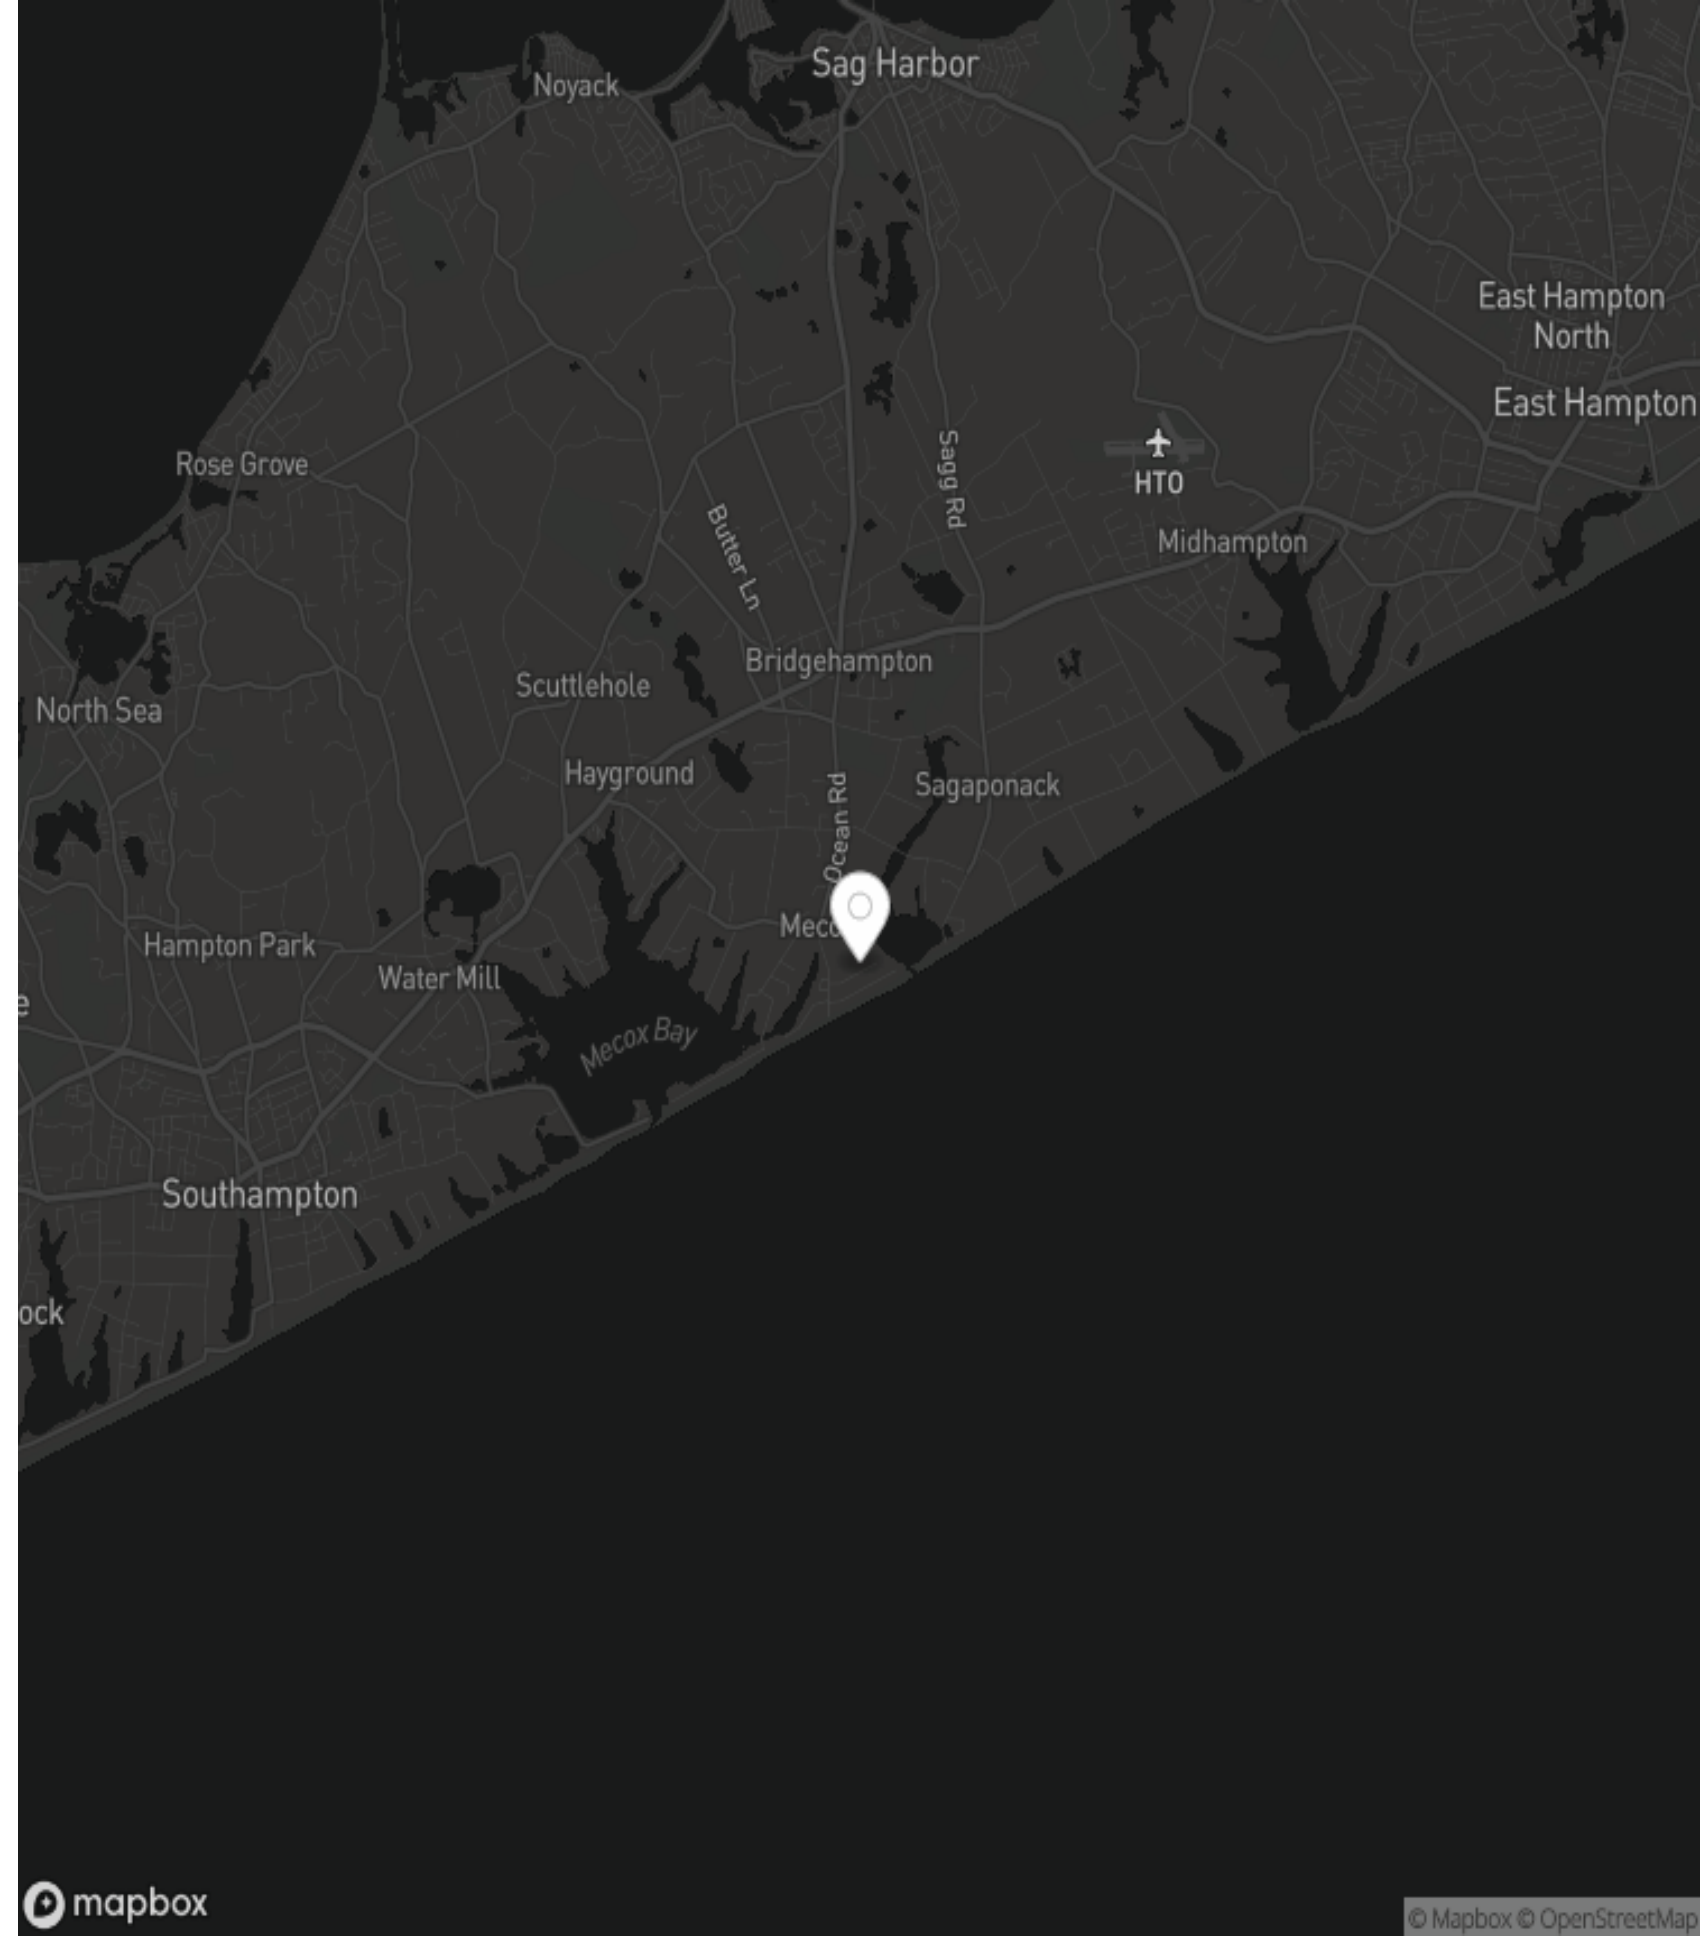 Sag Harbor
Noyack
East Hampton
North
East Hampton
Rose Grove
Sagg Rd
HTO
Butter Ln
Midhampton
Bridgehampton
Scuttlehole
North Sea
Hayground
Ocean Rd
Sagaponack
Hampton Park
Water Mill
Mecox Bay
Southampton
mapbox
© Mapbox © OpenStreetMap